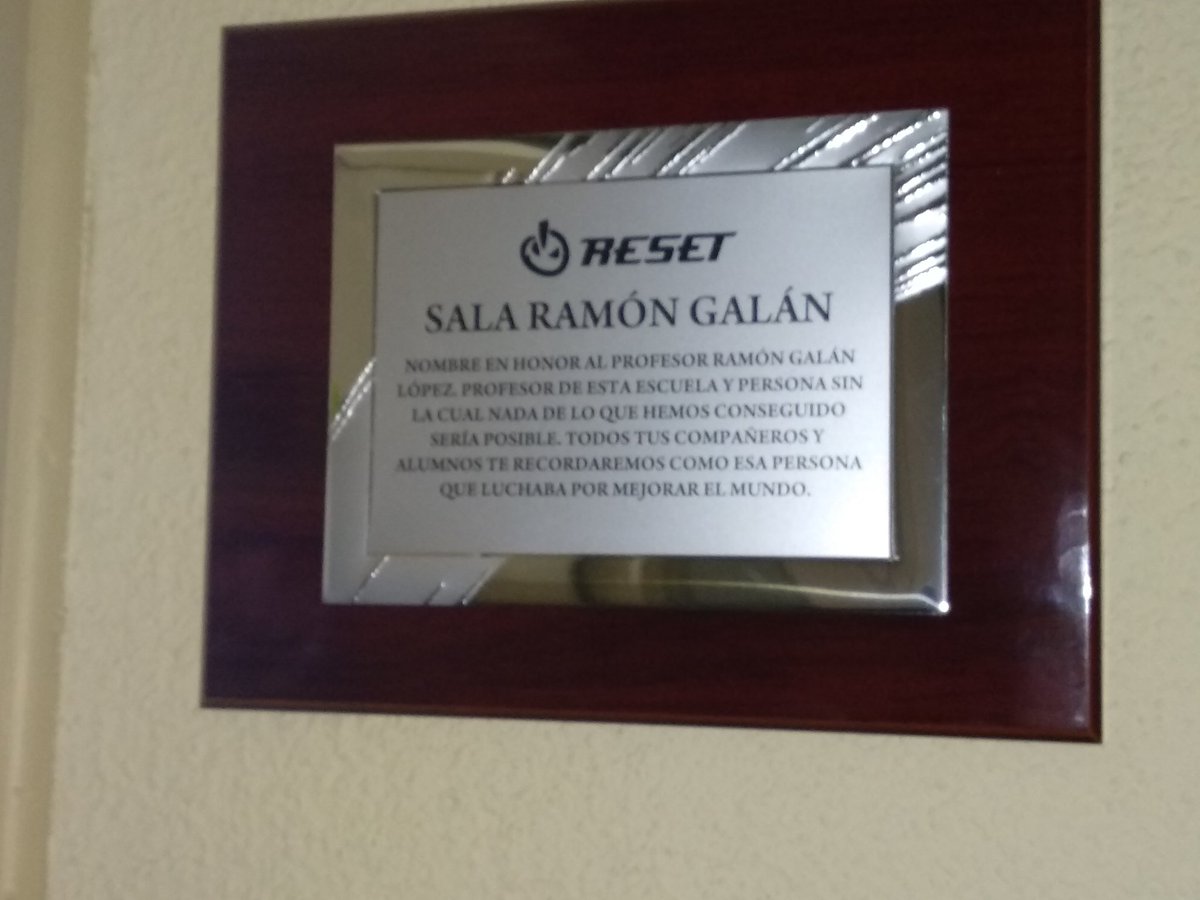 RESET
SALA RAMÓN GALÁN
NOMBRE EN HONOR AL PROFESOR RAMÓN GALÁN
LÓPEZ. PROFESOR DE ESTA ESCUELA Y PERSONA SIN
LA CUAL NADA DE LO QUE HEMOS CONSEGUIDO
SERÍA POSIBLE. TODOS TUS COMPAÑEROS Y
ALUMNOS TE RECORDAREMOS COMO ESA PERSONA
QUE LUCHABA POR MEJORAR EL MUNDO.